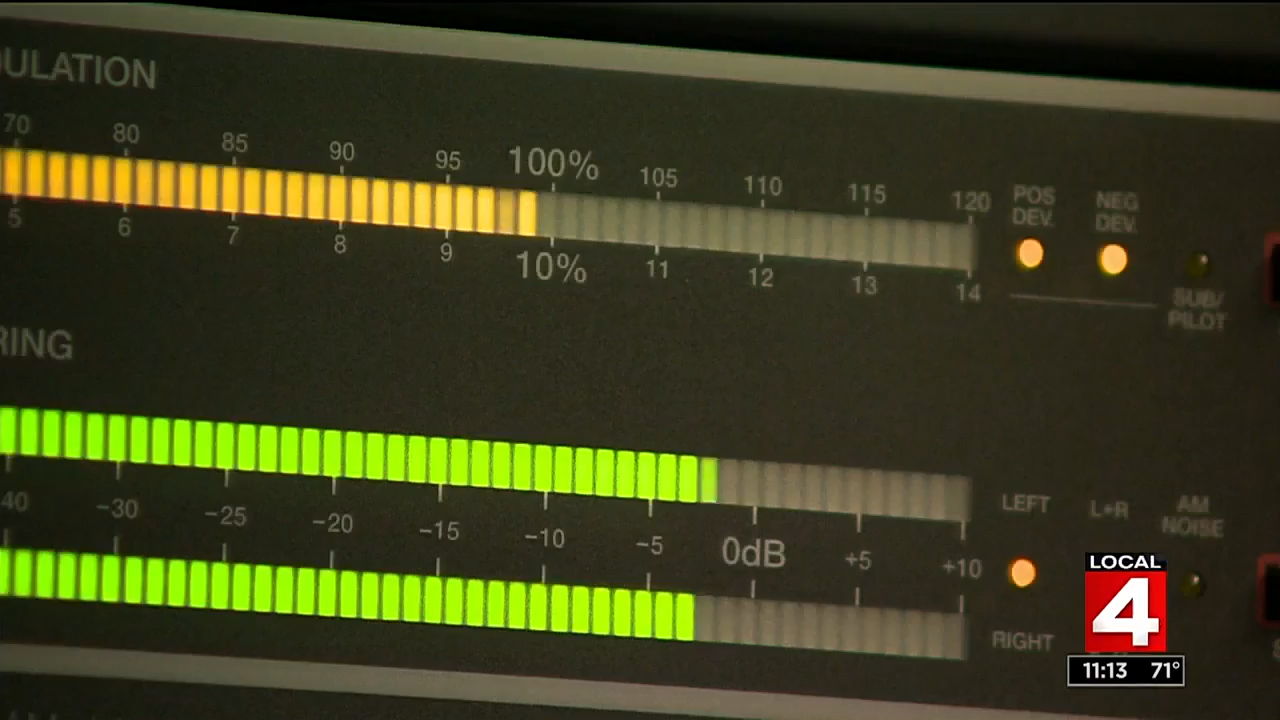 ULATION
70 80 85 90 95 100% 105 110 115 120
5 6 7 8 9 10% 11 12 13 14
POS DEV.
NEG DEV.
SUB/ PILOT
RING
40 −30 −25 −20 −15 −10 −5 0dB +5 +10
LEFT
L+R
AM NOISE
RIGHT
LOCAL
4
11:13 71°